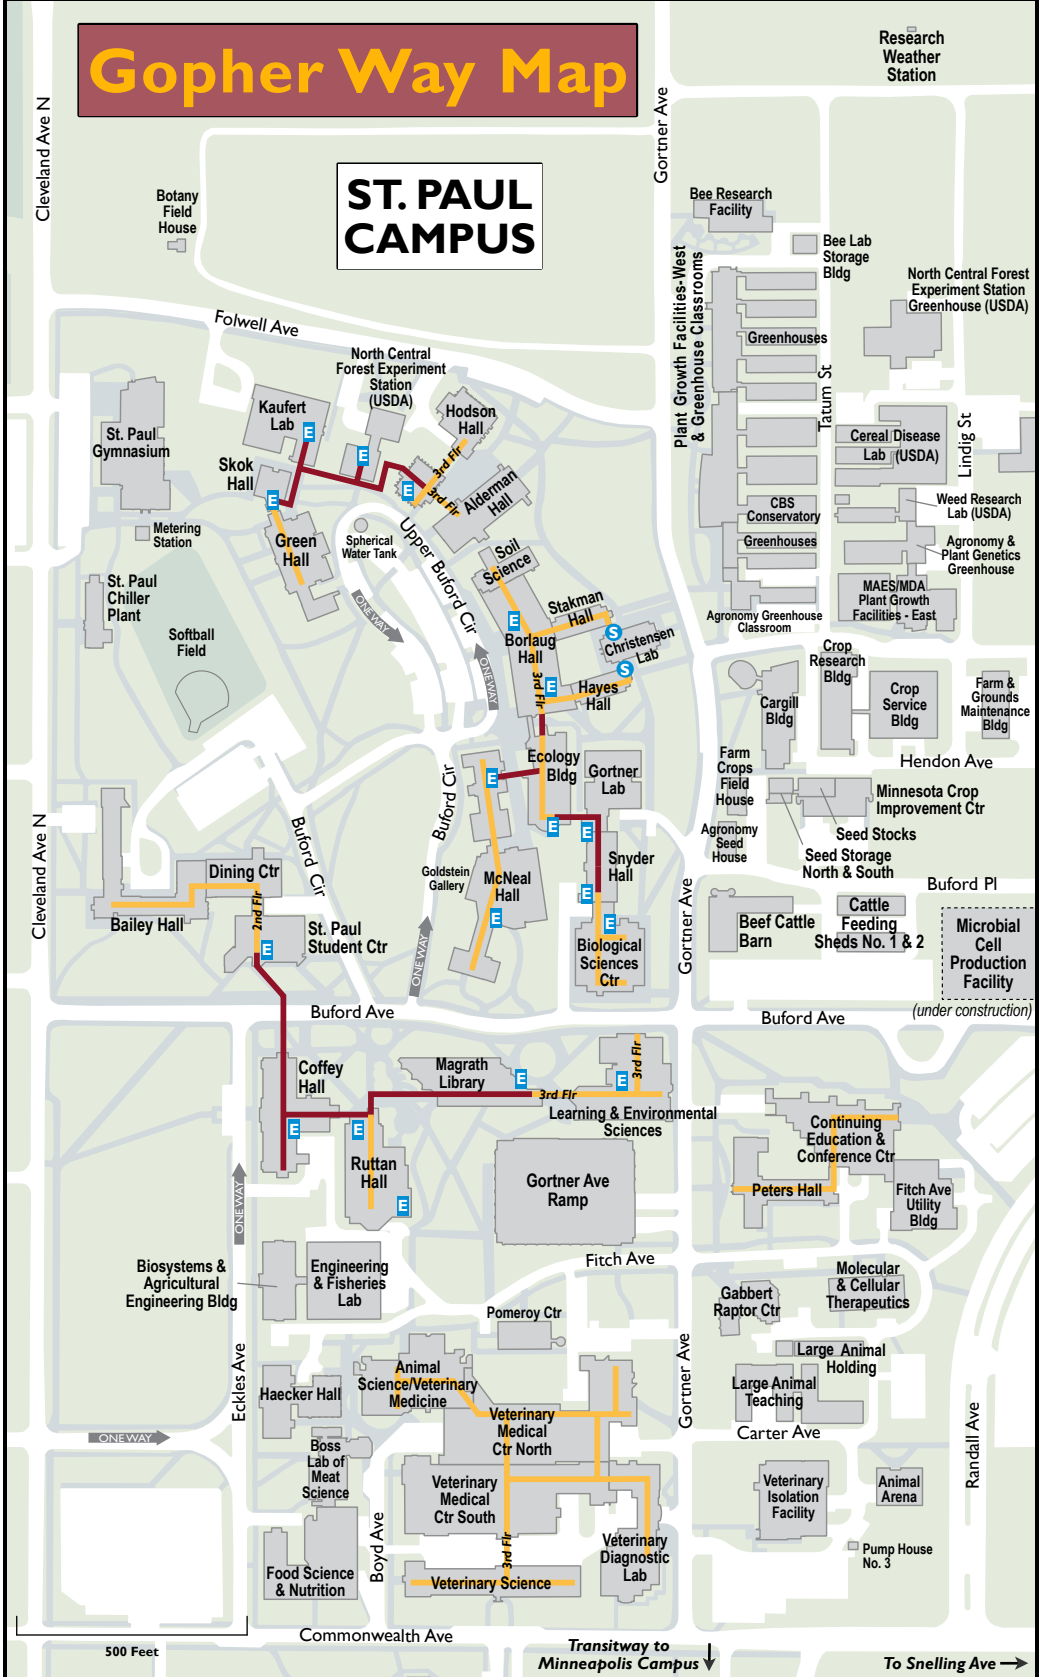 Gopher Way Map
ST. PAUL
CAMPUS
Research
Weather
Station
Cleveland Ave N
Gortner Ave
Botany
Field
House
Bee Research
Facility
Bee Lab
Storage
Bldg
Plant Growth Facilities-West
& Greenhouse Classrooms
North Central Forest
Experiment Station
Greenhouse (USDA)
Folwell Ave
Greenhouses
Tatum St
North Central
Forest Experiment
Station
(USDA)
Kaufert
Lab
E
Hodson
Hall
St. Paul
Gymnasium
Skok
Hall
E
E
E
3rd Flr
3rd Flr
Alderman
Hall
Cereal Disease
Lab (USDA)
Lindig St
CBS
Conservatory
Greenhouses
Weed Research
Lab (USDA)
Agronomy &
Plant Genetics
Greenhouse
Metering
Station
Green
Hall
Spherical
Water Tank
Upper Buford Cir
Soil
Science
St. Paul
Chiller
Plant
ONE WAY
MAES/MDA
Plant Growth
Facilities - East
Agronomy Greenhouse
Classroom
Softball
Field
Stakman
Hall
E
S
Borlaug
Hall
Christensen
Lab
S
ONE WAY
3rd Flr
E
Hayes
Hall
Crop
Research
Bldg
Cargill
Bldg
Crop
Service
Bldg
Farm &
Grounds
Maintenance
Bldg
Hendon Ave
Ecology
Bldg
E
Gortner
Lab
Farm
Crops
Field
House
Minnesota Crop
Improvement Ctr
Seed Stocks
Agronomy
Seed
House
Seed Storage
North & South
Buford Cir
Buford Cir
Cleveland Ave N
E
E
Snyder
Hall
Goldstein
Gallery
McNeal
Hall
E
E
E
Dining Ctr
2nd Flr
Bailey Hall
St. Paul
Student Ctr
E
ONE WAY
Biological
Sciences
Ctr
Gortner Ave
Buford Pl
Beef Cattle
Barn
Cattle
Feeding
Sheds No. 1 & 2
Microbial
Cell
Production
Facility
(under construction)
Buford Ave
Buford Ave
Coffey
Hall
Magrath
Library
E
3rd Flr
E
3rd Flr
Learning & Environmental
Sciences
E
E
Ruttan
Hall
E
Gortner Ave
Ramp
Continuing
Education &
Conference Ctr
Peters Hall
Fitch Ave
Utility
Bldg
ONE WAY
Fitch Ave
Biosystems &
Agricultural
Engineering Bldg
Engineering
& Fisheries
Lab
Pomeroy Ctr
Gabbert
Raptor Ctr
Molecular
& Cellular
Therapeutics
Eckles Ave
Gortner Ave
Large Animal
Holding
Haecker Hall
Animal
Science/Veterinary
Medicine
Large Animal
Teaching
Carter Ave
Randall Ave
ONE WAY
Veterinary
Medical
Ctr North
Boss
Lab of
Meat
Science
Veterinary
Medical
Ctr South
Veterinary
Isolation
Facility
Animal
Arena
Boyd Ave
3rd Flr
Veterinary
Diagnostic
Lab
Pump House
No. 3
Food Science
& Nutrition
Veterinary Science
Commonwealth Ave
500 Feet
Transitway to
Minneapolis Campus
To Snelling Ave